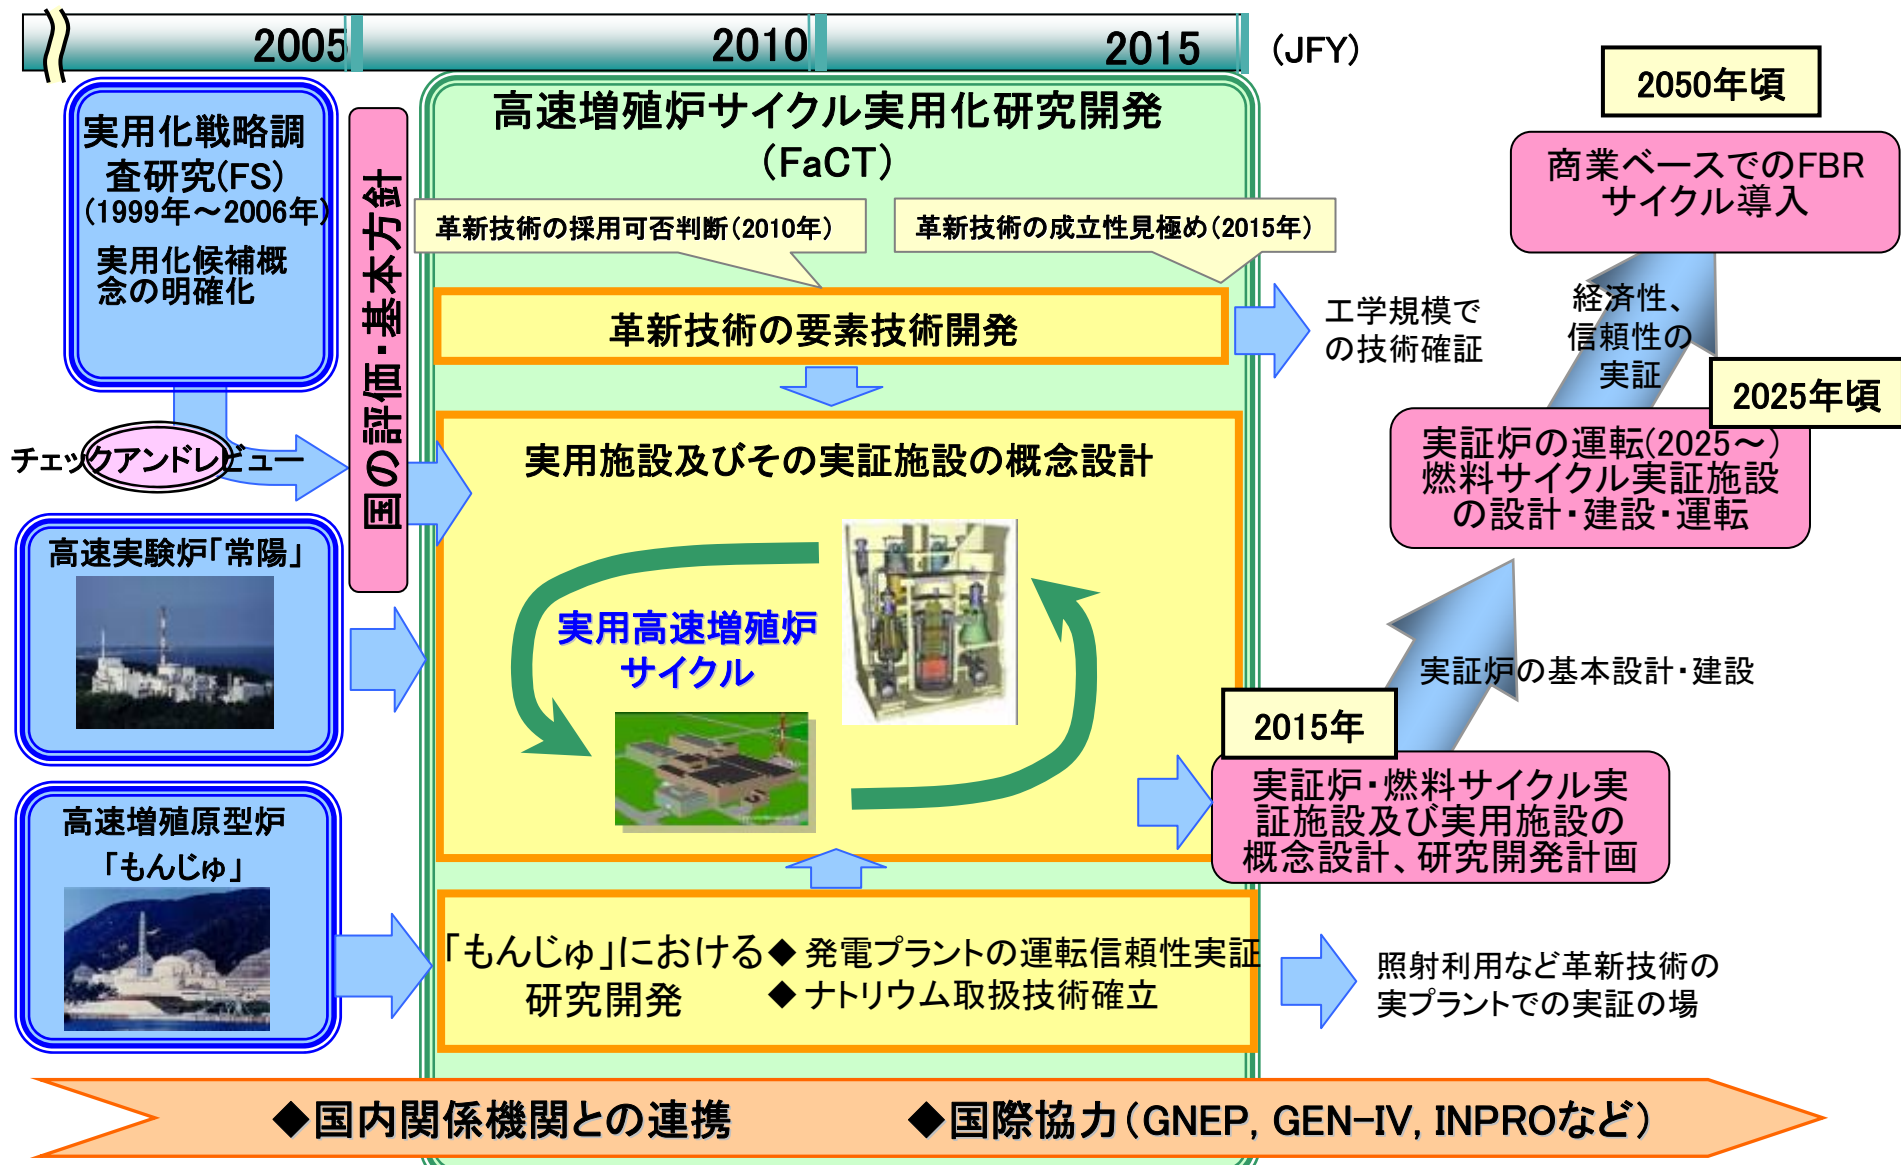 2005
2010
2015
(JFY)
2050年頃
実用化戦略調
査研究(FS)
(1999年～2006年)
実用化候補概
念の明確化
国の評価・基本方針
高速増殖炉サイクル実用化研究開発
(FaCT)
革新技術の採用可否判断(2010年)
革新技術の成立性見極め(2015年)
商業ベースでのFBR
サイクル導入
革新技術の要素技術開発
工学規模で
の技術確証
経済性、
信頼性の
実証
2025年頃
チェックアンドレビュー
実用施設及びその実証施設の概念設計
実証炉の運転(2025～)
燃料サイクル実証施設
の設計・建設・運転
高速実験炉「常陽」
実用高速増殖炉
サイクル
実証炉の基本設計・建設
2015年
実証炉・燃料サイクル実
証施設及び実用施設の
概念設計、研究開発計画
高速増殖原型炉
「もんじゅ」
「もんじゅ」における
研究開発
◆ 発電プラントの運転信頼性実証
◆ ナトリウム取扱技術確立
照射利用など革新技術の
実プラントでの実証の場
◆国内関係機関との連携
◆国際協力(GNEP, GEN-IV, INPROなど)